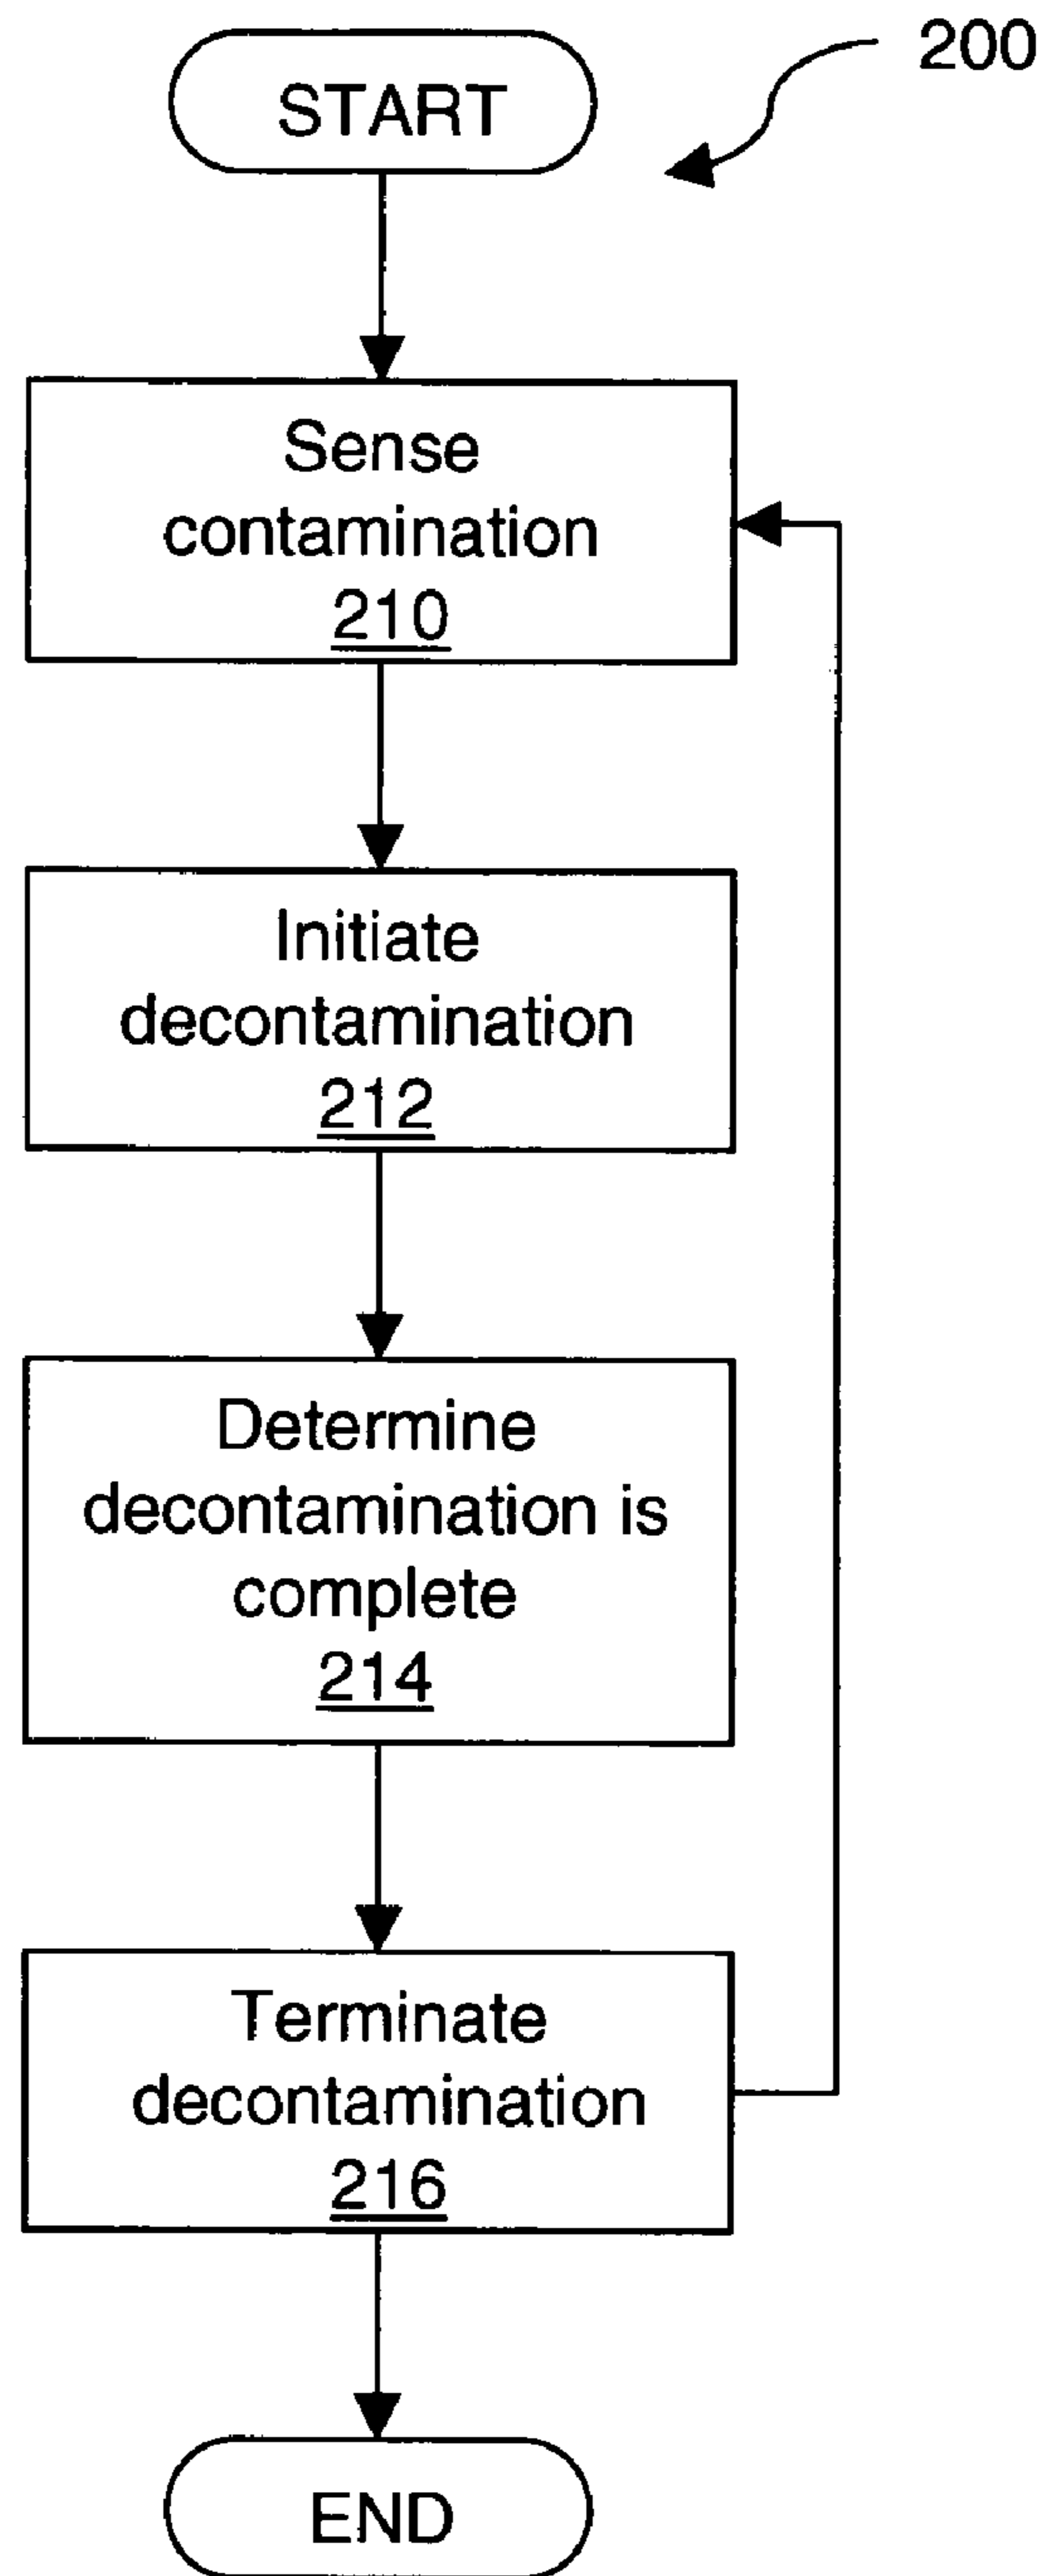 200
START
Sense
contamination
210
Initiate
decontamination
212
Determine
decontamination is
complete
214
Terminate
decontamination
216
END